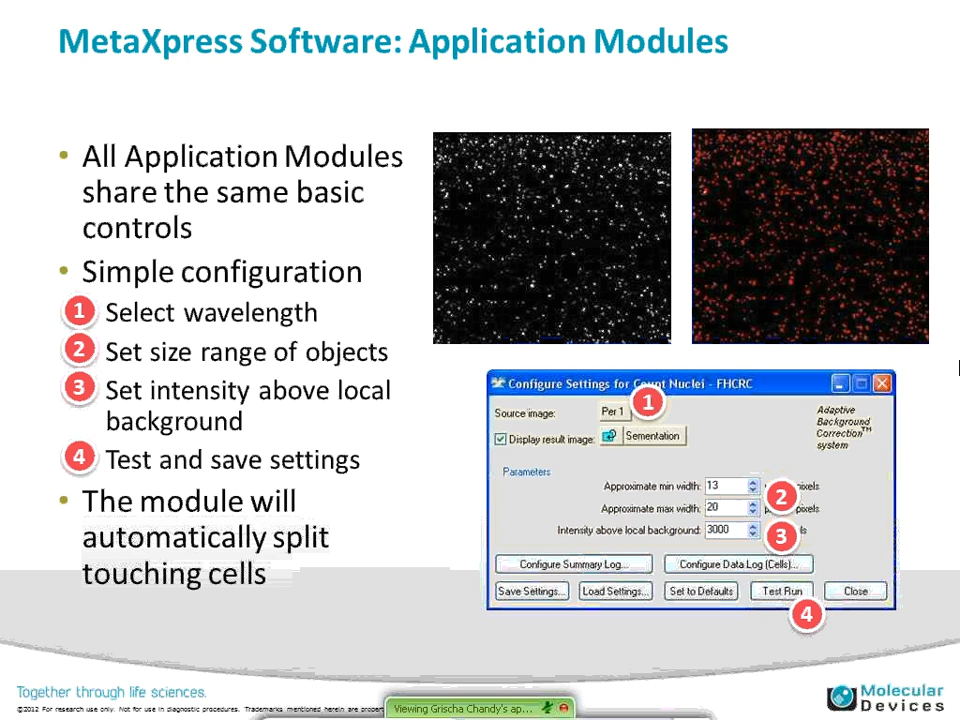 MetaXpress Software: Application Modules
• All Application Modules
share the same basic
controls
• Simple configuration
1 Select wavelength
2 Set size range of objects
3 Set intensity above local
background
4 Test and save settings
• The module will
automatically split
touching cells
Configure Settings for Count Nuclei - FHCRC
Source image: Per 1 1
Display result image: Sementation
Adaptive
Background
Correction™
system
Parameters
Approximate min width: 13 pixels
2
Approximate max width: 20 pixels
Intensity above local background: 3000
3
Configure Summary Log... Configure Data Log (Cells)...
Save Settings... Load Settings... Set to Defaults Test Run Close
4
Together through life sciences.
©2012 For research use only. Not for use in diagnostic procedures. Trademarks mentioned herein are
Viewing Grischa Chandy's ap...
Molecular
Devices